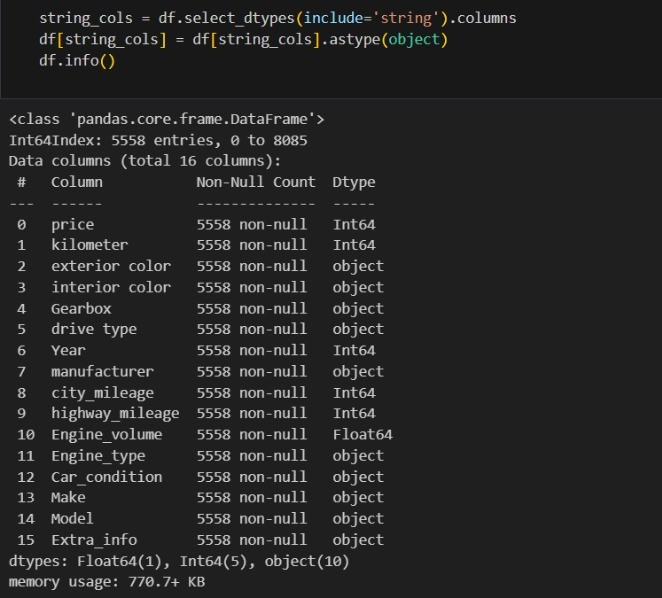 string_cols = df.select_dtypes(include='string').columns
df[string_cols] = df[string_cols].astype(object)
df.info()
<class 'pandas.core.frame.DataFrame'>
Int64Index: 5558 entries, 0 to 8085
Data columns (total 16 columns):
 #   Column           Non-Null Count  Dtype
---  ------           --------------  -----
 0   price            5558 non-null   Int64
 1   kilometer        5558 non-null   Int64
 2   exterior color   5558 non-null   object
 3   interior color   5558 non-null   object
 4   Gearbox          5558 non-null   object
 5   drive type       5558 non-null   object
 6   Year             5558 non-null   Int64
 7   manufacturer     5558 non-null   object
 8   city_mileage     5558 non-null   Int64
 9   highway_mileage  5558 non-null   Int64
 10  Engine_volume    5558 non-null   Float64
 11  Engine_type      5558 non-null   object
 12  Car_condition    5558 non-null   object
 13  Make             5558 non-null   object
 14  Model            5558 non-null   object
 15  Extra_info       5558 non-null   object
dtypes: Float64(1), Int64(5), object(10)
memory usage: 770.7+ KB